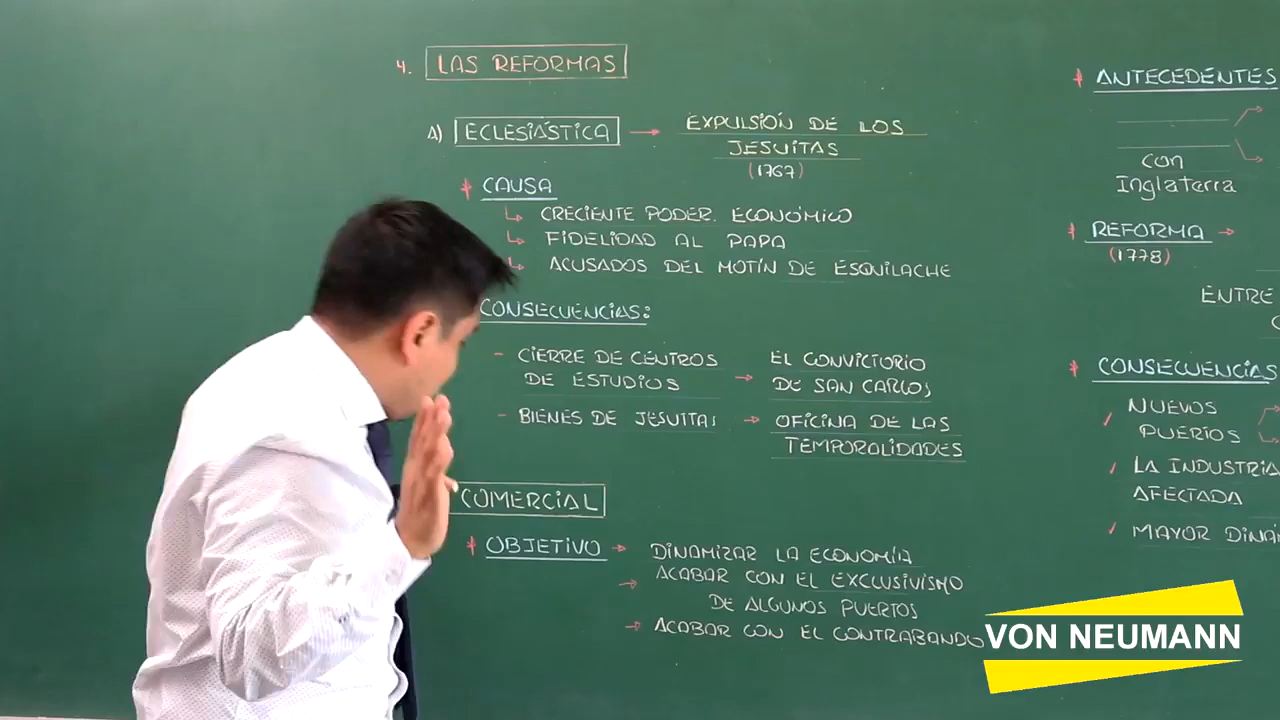 4. LAS REFORMAS
A) ECLESIÁSTICA → EXPULSIÓN DE LOS
JESUITAS
(1767)
* CAUSA
↳ CRECIENTE PODER. ECONÓMICO
↳ FIDELIDAD AL PAPA
↳ ACUSADOS DEL MOTÍN DE ESQUILACHE
CONSECUENCIAS:
- CIERRE DE CENTROS
DE ESTUDIOS
→ EL CONVICTORIO
DE SAN CARLOS
- BIENES DE JESUITAS → OFICINA DE LAS
TEMPORALIDADES
COMERCIAL
* OBJETIVO → DINAMIZAR LA ECONOMÍA
→ ACABAR CON EL EXCLUSIVISMO
DE ALGUNOS PUERTOS
→ ACABAR CON EL CONTRABANDO
* ANTECEDENTES
con
Inglaterra
* REFORMA →
(1778)
ENTRE
* CONSECUENCIAS
/ NUEVOS
PUERTOS
/ LA INDUSTRIA
AFECTADA
/ MAYOR
VON NEUMANN